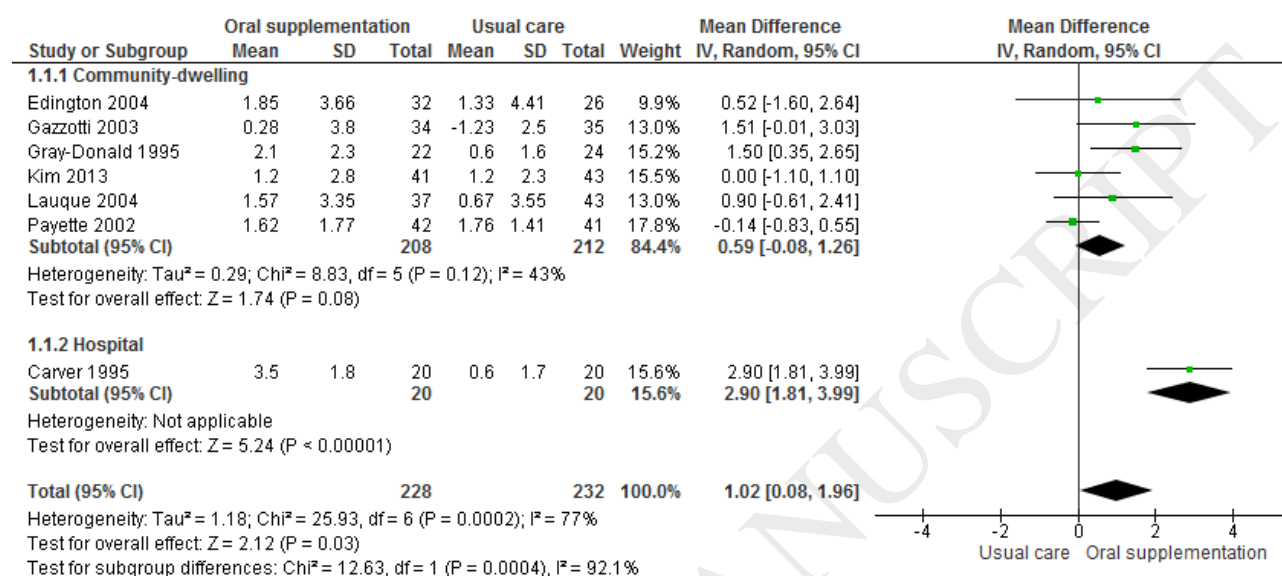 Oral supplementation Usual care Mean Difference Mean Difference
Study or Subgroup Mean SD Total Mean SD Total Weight IV, Random, 95% CI IV, Random, 95% CI
1.1.1 Community-dwelling
Edington 2004 1.85 3.66 32 1.33 4.41 26 9.9% 0.52 [-1.60, 2.64]
Gazzotti 2003 0.28 3.8 34 -1.23 2.5 35 13.0% 1.51 [-0.01, 3.03]
Gray-Donald 1995 2.1 2.3 22 0.6 1.6 24 15.2% 1.50 [0.35, 2.65]
Kim 2013 1.2 2.8 41 1.2 2.3 43 15.5% 0.00 [-1.10, 1.10]
Lauque 2004 1.57 3.35 37 0.67 3.55 43 13.0% 0.90 [-0.61, 2.41]
Payette 2002 1.62 1.77 42 1.76 1.41 41 17.8% -0.14 [-0.83, 0.55]
Subtotal (95% CI) 208 212 84.4% 0.59 [-0.08, 1.26]
Heterogeneity: Tau² = 0.29; Chi² = 8.83, df = 5 (P = 0.12); I² = 43%
Test for overall effect: Z = 1.74 (P = 0.08)
1.1.2 Hospital
Carver 1995 3.5 1.8 20 0.6 1.7 20 15.6% 2.90 [1.81, 3.99]
Subtotal (95% CI) 20 20 15.6% 2.90 [1.81, 3.99]
Heterogeneity: Not applicable
Test for overall effect: Z = 5.24 (P < 0.00001)
Total (95% CI) 228 232 100.0% 1.02 [0.08, 1.96]
Heterogeneity: Tau² = 1.18; Chi² = 25.93, df = 6 (P = 0.0002); I² = 77%
Test for overall effect: Z = 2.12 (P = 0.03)
Test for subgroup differences: Chi² = 12.63, df = 1 (P = 0.0004), I² = 92.1%
-4 -2 0 2 4
Usual care Oral supplementation
ANUSCRIPT